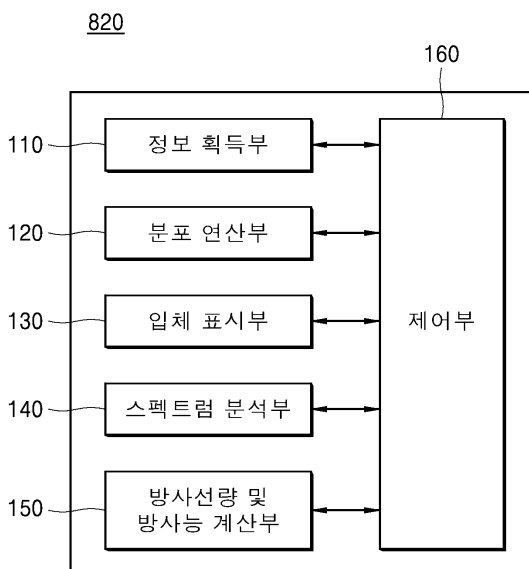 820
160
110
정보 획득부
120
분포 연산부
130
입체 표시부
제어부
140
스펙트럼 분석부
150
방사선량 및
방사능 계산부